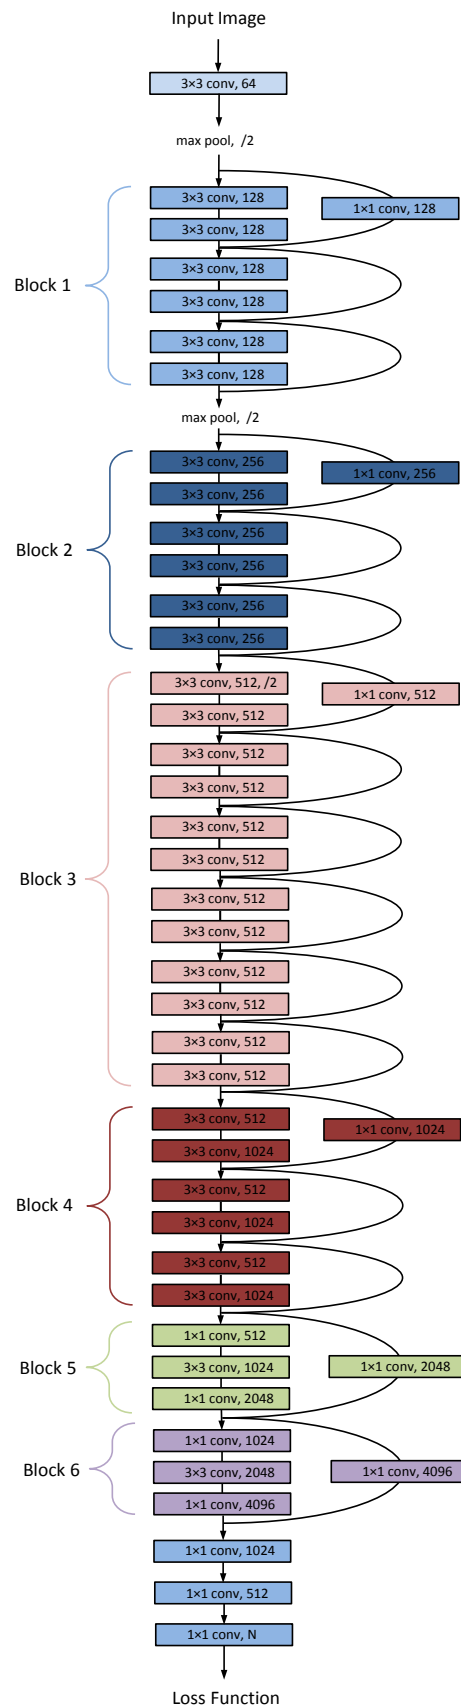 Input Image
3×3 conv, 64
max pool, /2
3×3 conv, 128
1×1 conv, 128
3×3 conv, 128
3×3 conv, 128
Block 1
3×3 conv, 128
3×3 conv, 128
3×3 conv, 128
max pool, /2
3×3 conv, 256
1×1 conv, 256
3×3 conv, 256
3×3 conv, 256
Block 2
3×3 conv, 256
3×3 conv, 256
3×3 conv, 256
3×3 conv, 512, /2
1×1 conv, 512
3×3 conv, 512
3×3 conv, 512
3×3 conv, 512
3×3 conv, 512
3×3 conv, 512
Block 3
3×3 conv, 512
3×3 conv, 512
3×3 conv, 512
3×3 conv, 512
3×3 conv, 512
3×3 conv, 512
3×3 conv, 512
1×1 conv, 1024
3×3 conv, 1024
3×3 conv, 512
Block 4
3×3 conv, 1024
3×3 conv, 512
3×3 conv, 1024
1×1 conv, 512
Block 5
3×3 conv, 1024
1×1 conv, 2048
1×1 conv, 2048
1×1 conv, 1024
Block 6
3×3 conv, 2048
1×1 conv, 4096
1×1 conv, 4096
1×1 conv, 1024
1×1 conv, 512
1×1 conv, N
Loss Function